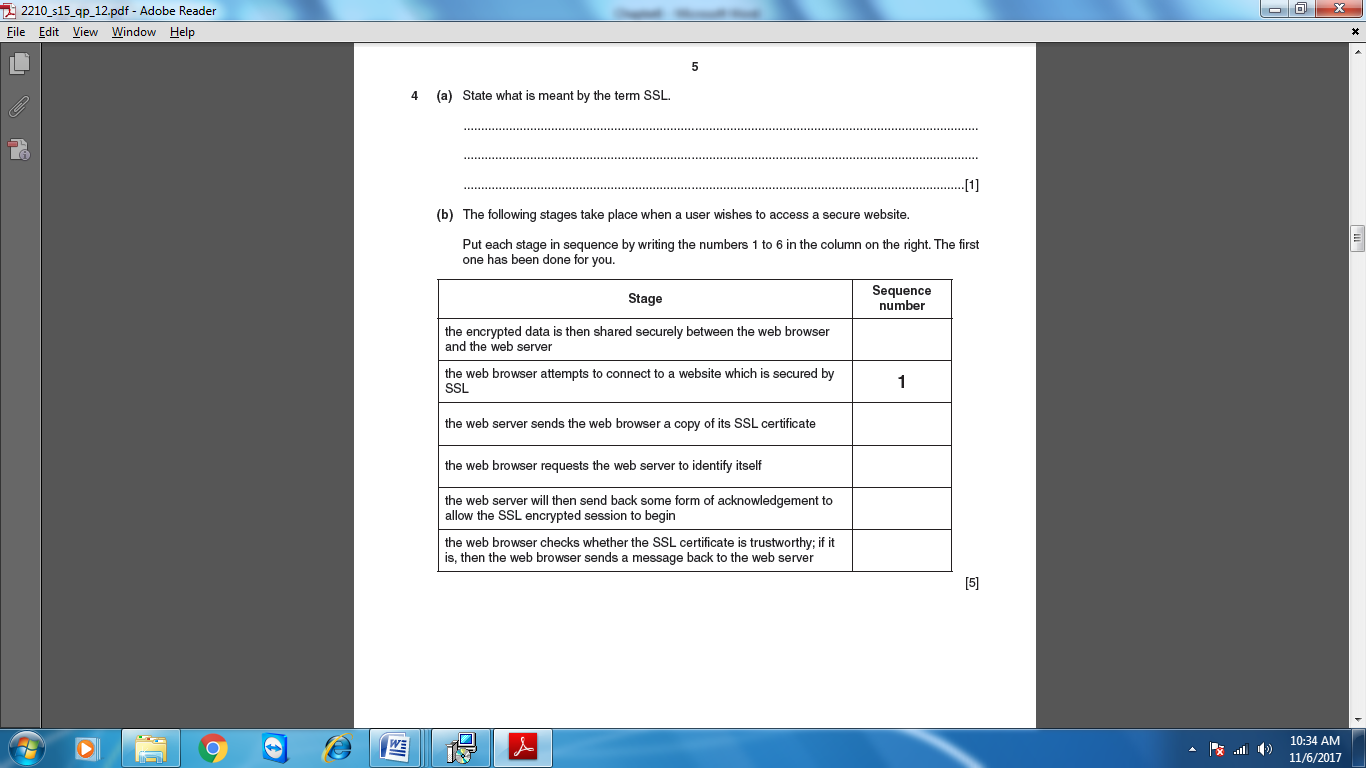 2210_s15_qp_12.pdf - Adobe Reader
File Edit View Window Help
5
4 (a) State what is meant by the term SSL.
..........................................................................................
..........................................................................................
..........................................................................................[1]
(b) The following stages take place when a user wishes to access a secure website.
Put each stage in sequence by writing the numbers 1 to 6 in the column on the right. The first
one has been done for you.
Stage
Sequence
number
the encrypted data is then shared securely between the web browser
and the web server
the web browser attempts to connect to a website which is secured by
SSL
1
the web server sends the web browser a copy of its SSL certificate
the web browser requests the web server to identify itself
the web server will then send back some form of acknowledgement to
allow the SSL encrypted session to begin
the web browser checks whether the SSL certificate is trustworthy; if it
is, then the web browser sends a message back to the web server
[5]
10:34 AM
11/6/2017